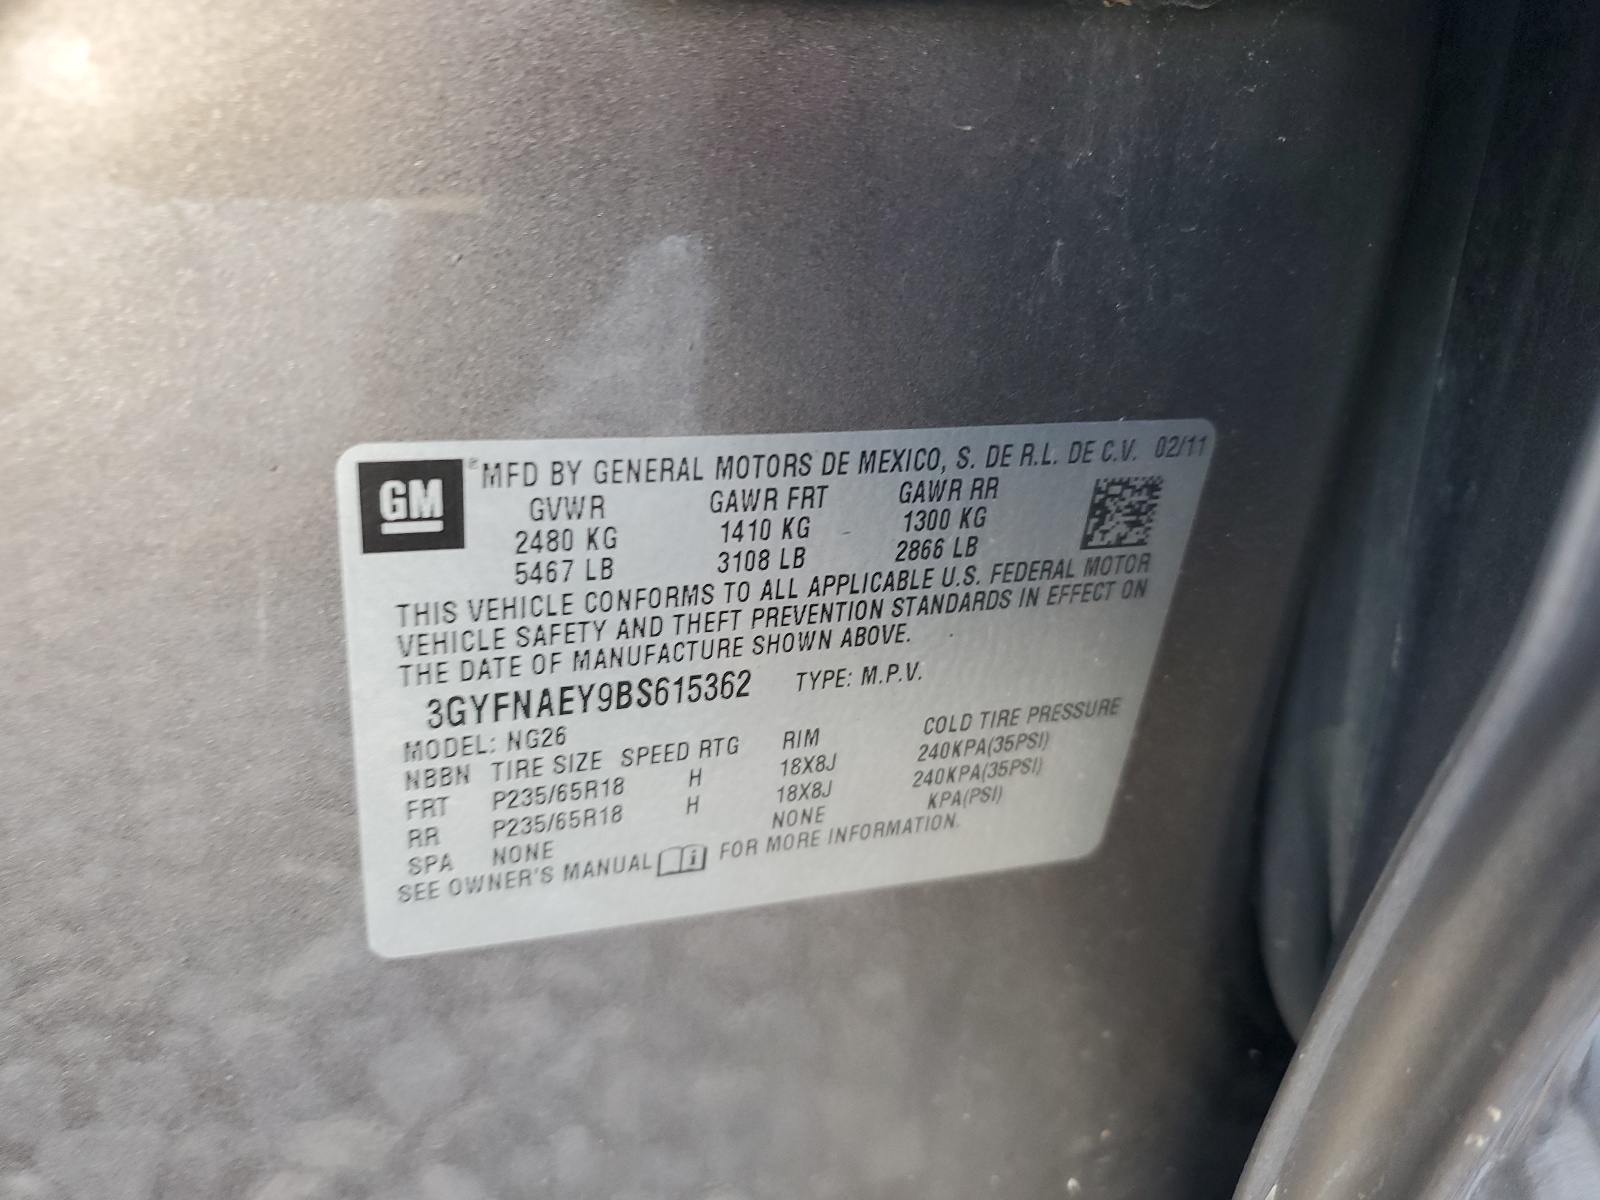 GM ® MFD BY GENERAL MOTORS DE MEXICO, S. DE R.L. DE C.V. 02/11
GVWR GAWR FRT GAWR RR
2480 KG 1410 KG 1300 KG
5467 LB 3108 LB 2866 LB
THIS VEHICLE CONFORMS TO ALL APPLICABLE U.S. FEDERAL MOTOR
VEHICLE SAFETY AND THEFT PREVENTION STANDARDS IN EFFECT ON
THE DATE OF MANUFACTURE SHOWN ABOVE.
3GYFNAEY9BS615362 TYPE: M.P.V.
MODEL: NG26
NBBN TIRE SIZE SPEED RTG RIM COLD TIRE PRESSURE
FRT P235/65R18 H 18X8J 240KPA(35PSI)
RR P235/65R18 H 18X8J 240KPA(35PSI)
SPA NONE NONE KPA(PSI)
SEE OWNER'S MANUAL i FOR MORE INFORMATION.